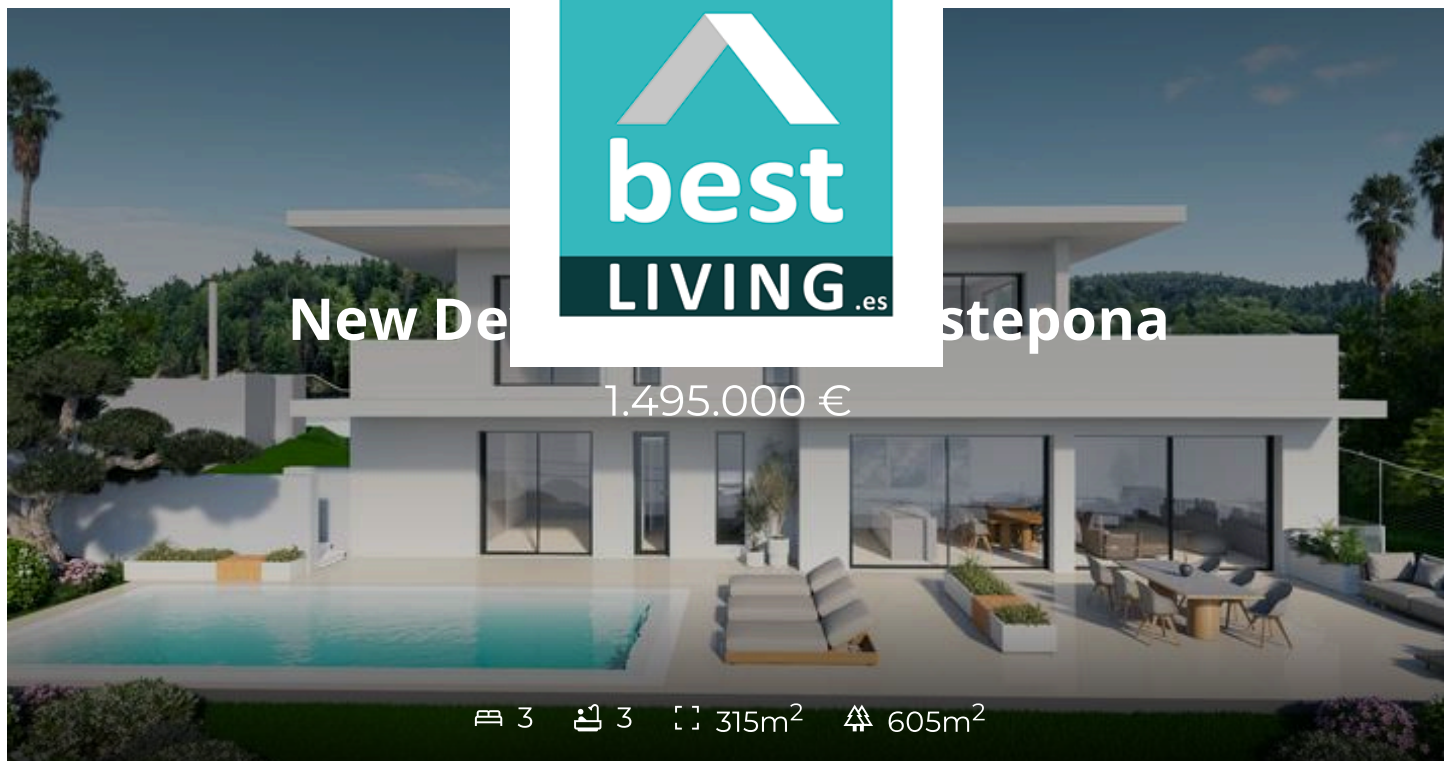 best
LIVING.es
New De stepona
1.495.000 €
3 3 315m² 605m²